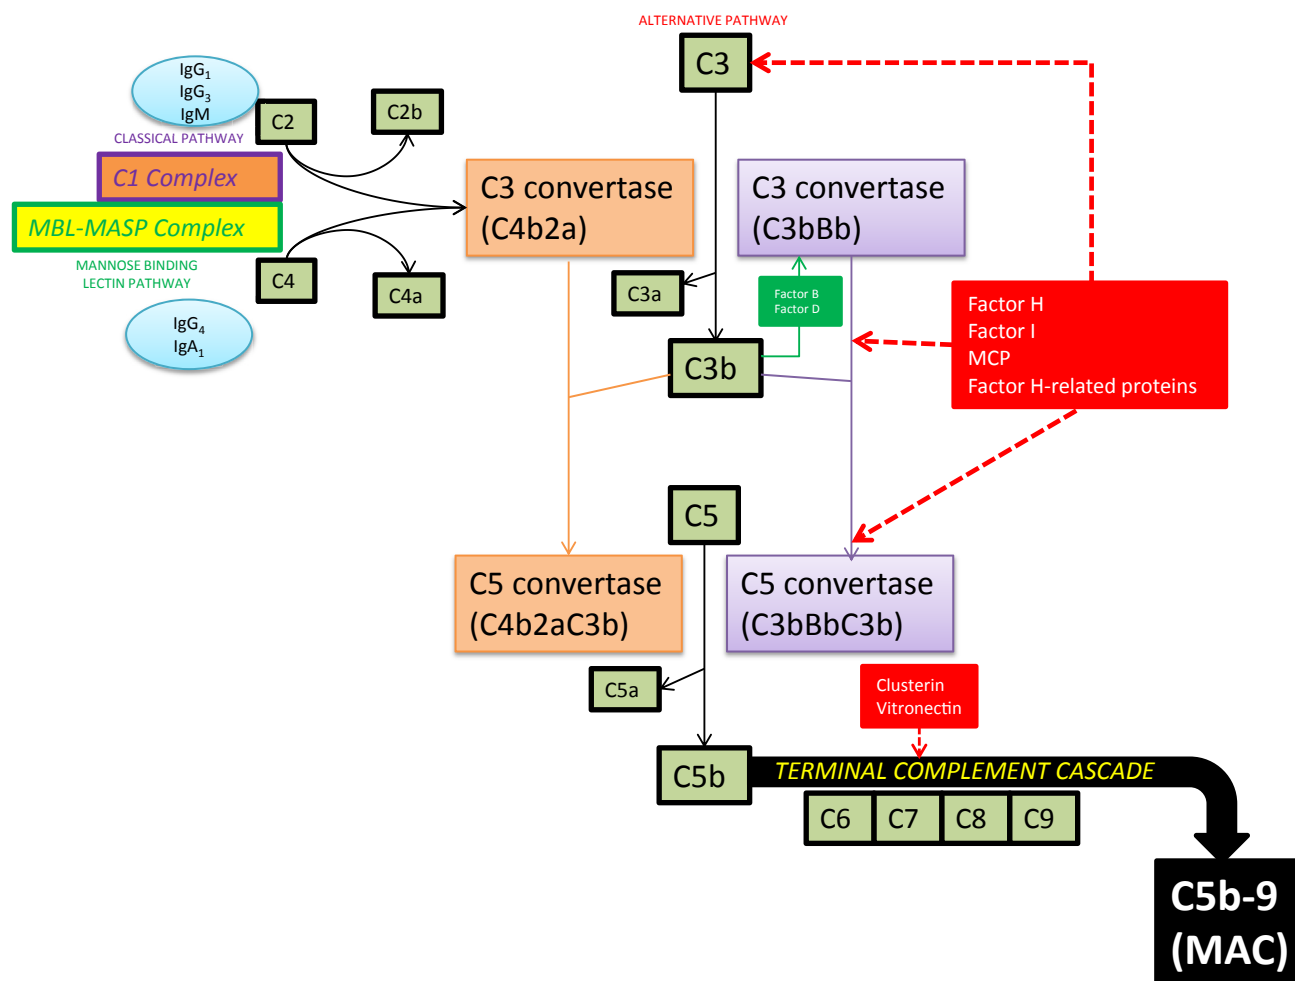 ALTERNATIVE PATHWAY
C3
IgG1
IgG3
IgM
C2
C2b
CLASSICAL PATHWAY
C1 Complex
MBL-MASP Complex
MANNOSE BINDING
LECTIN PATHWAY
C4
C4a
IgG4
IgA1
C3 convertase
(C4b2a)
C3 convertase
(C3bBb)
C3a
Factor B
Factor D
C3b
Factor H
Factor I
MCP
Factor H-related proteins
C5
C5 convertase
(C4b2aC3b)
C5 convertase
(C3bBbC3b)
C5a
Clusterin
Vitronectin
C5b
TERMINAL COMPLEMENT CASCADE
C6
C7
C8
C9
C5b-9
(MAC)